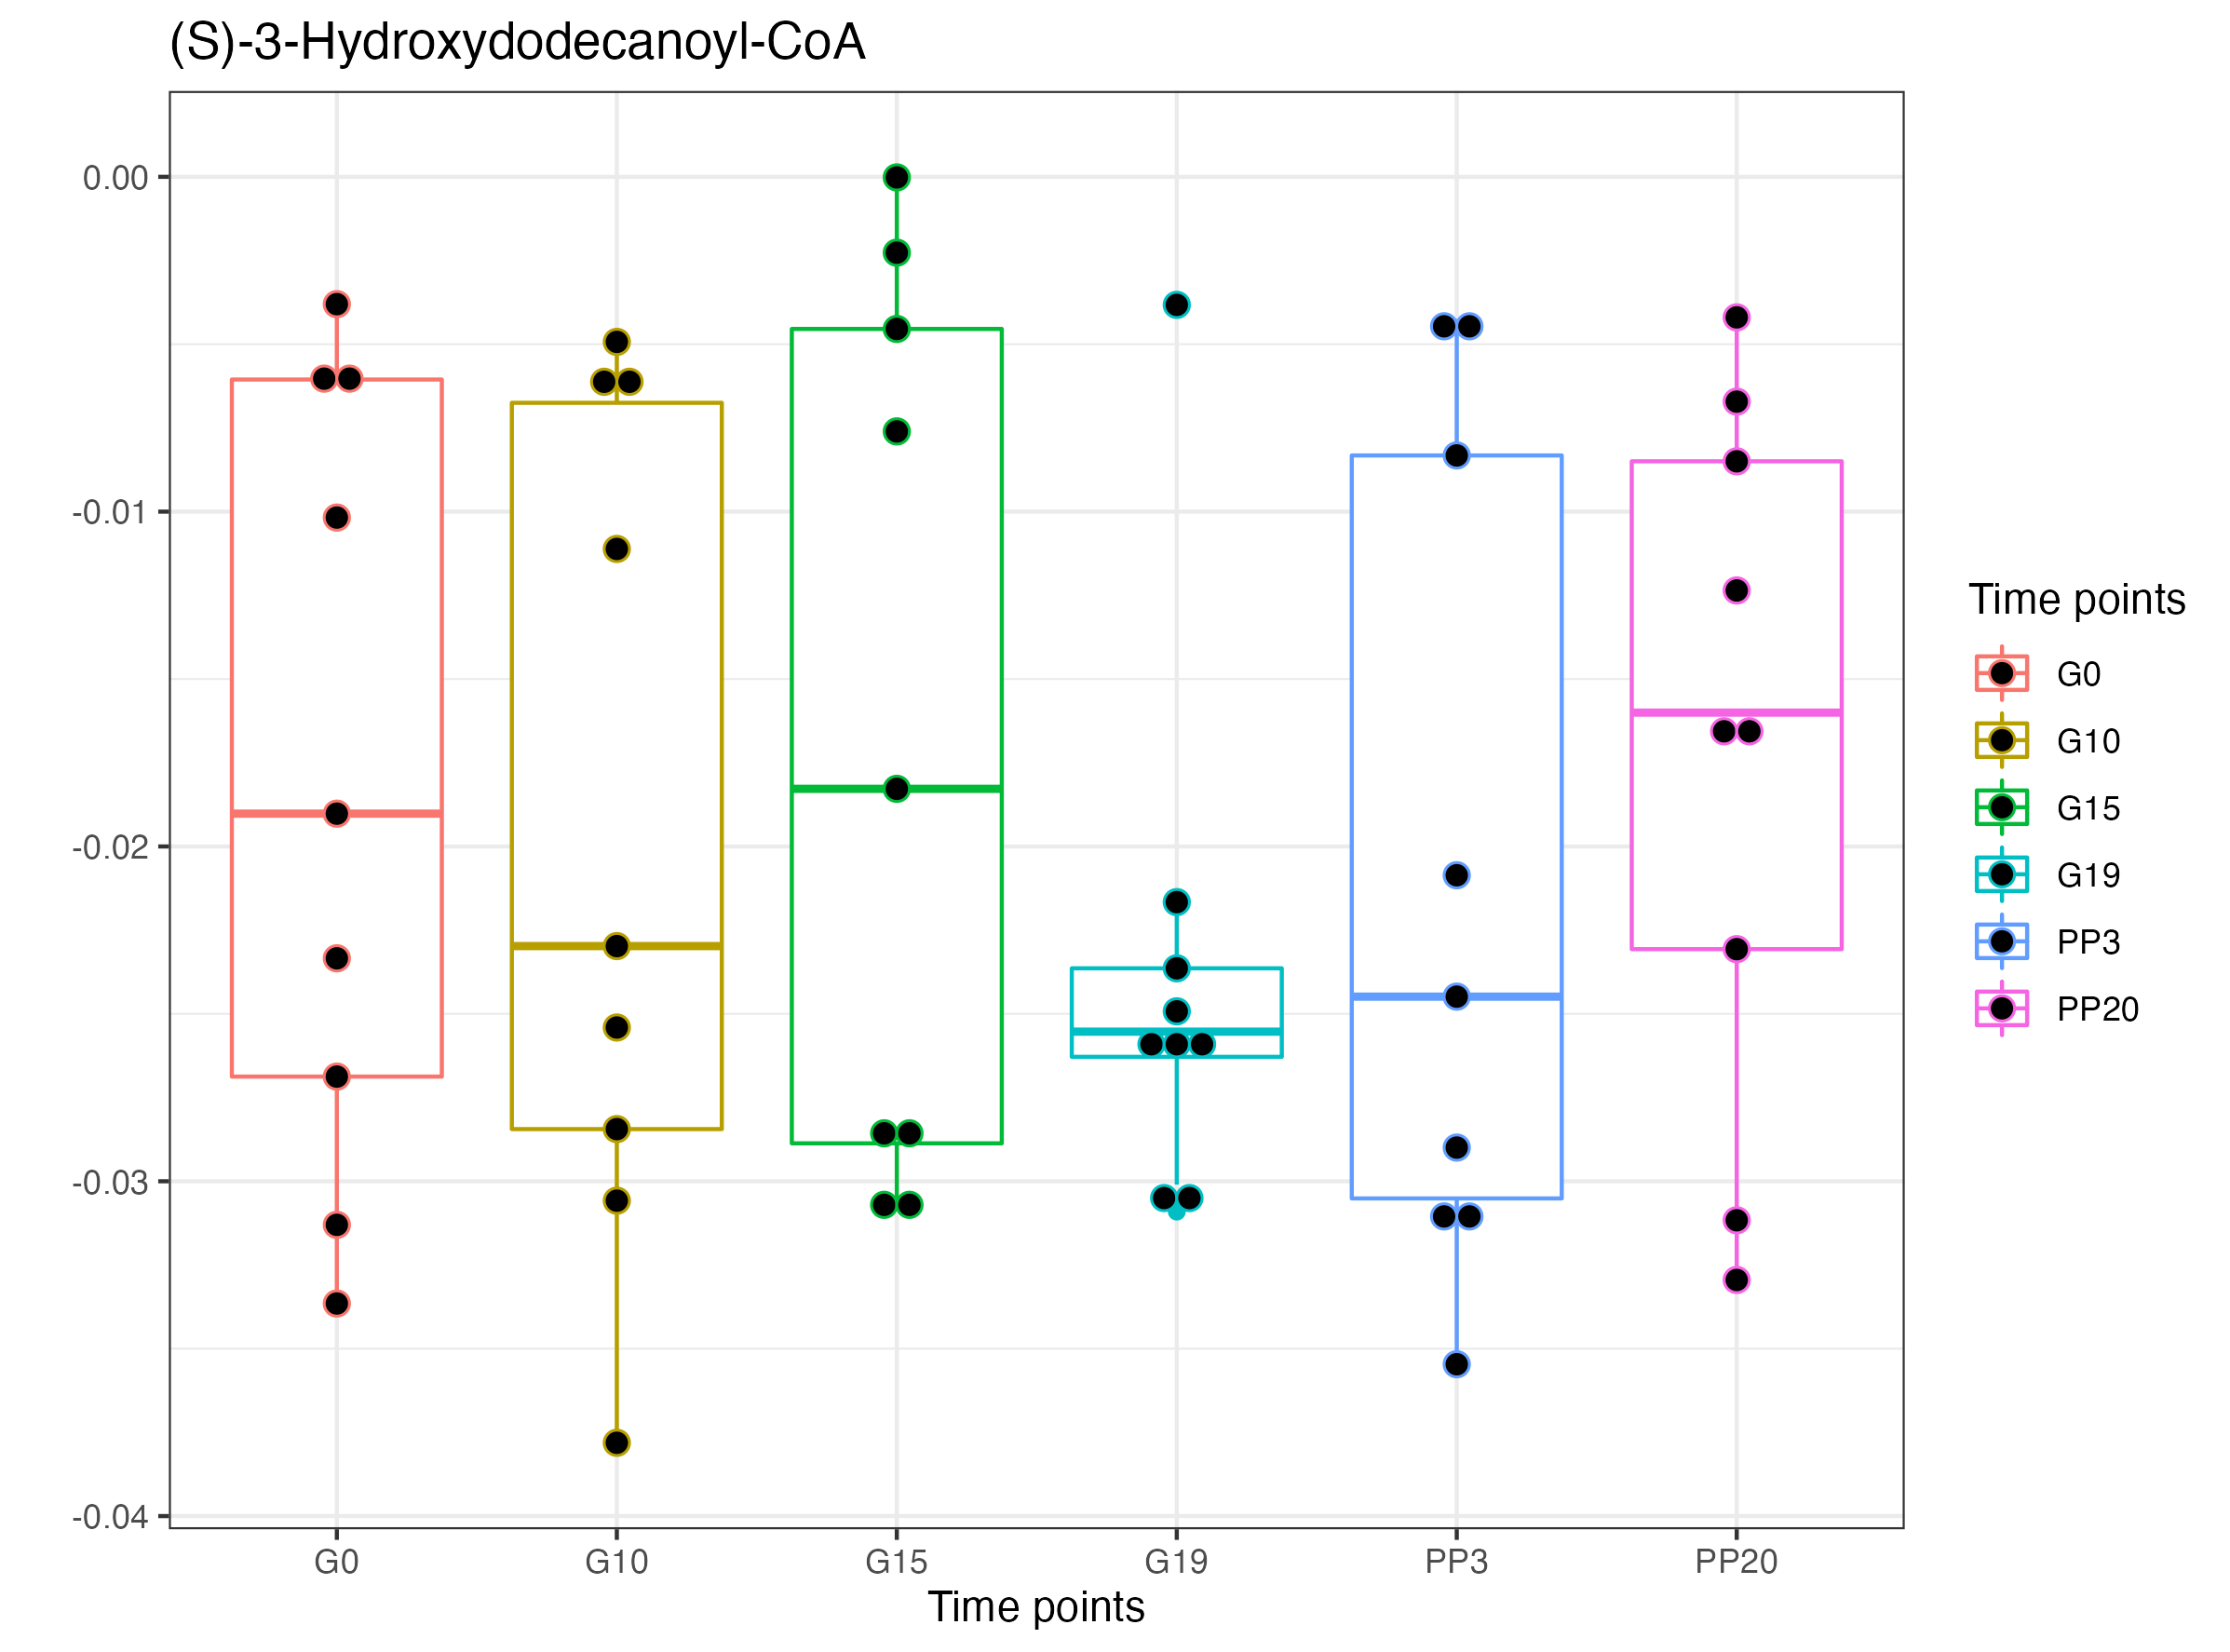 (S)-3-Hydroxydodecanoyl-CoA
0.00
-0.01
-0.02
-0.03
-0.04
G0 G10 G15 G19 PP3 PP20
Time points
Time points
G0
G10
G15
G19
PP3
PP20